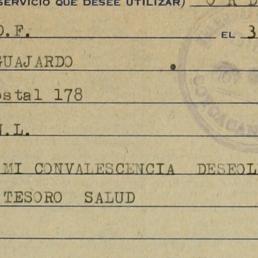 SERVICIO QUE DESEE UTILIZAR) O R D
D.F. EL 3
GUAJARDO
ostal 178
N.L.
MI CONVALESCENCIA DESEOL
TESORO SALUD